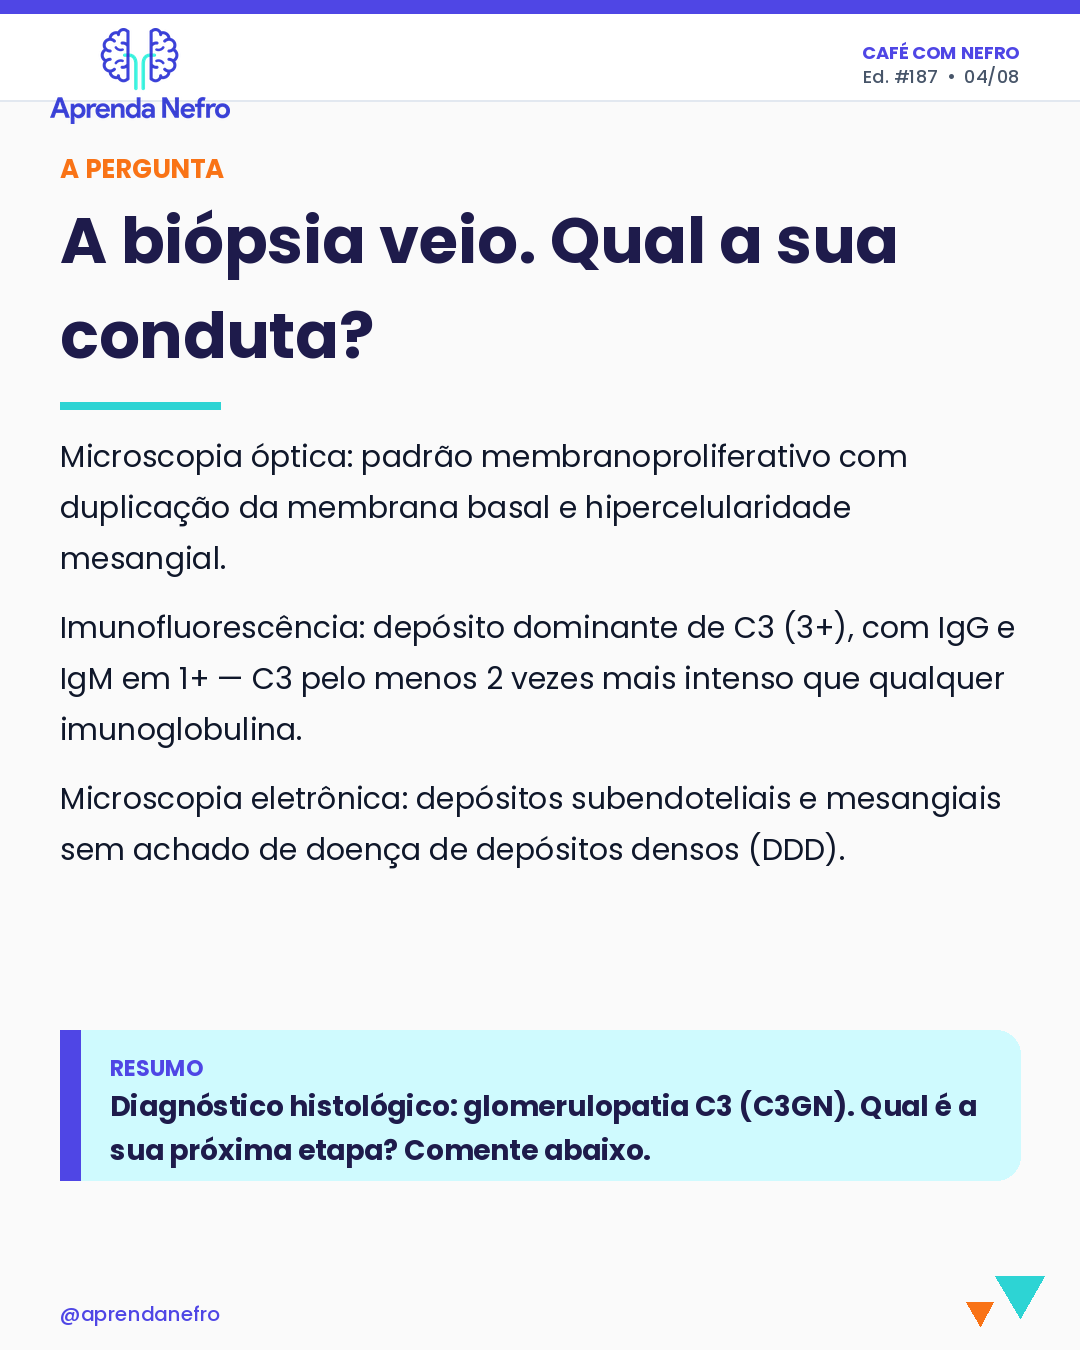 Aprenda Nefro
CAFÉ COM NEFRO
Ed. #187 • 04/08
A PERGUNTA
A biópsia veio. Qual a sua
conduta?
Microscopia óptica: padrão membranoproliferativo com
duplicação da membrana basal e hipercelularidade
mesangial.
Imunofluorescência: depósito dominante de C3 (3+), com IgG e
IgM em 1+ — C3 pelo menos 2 vezes mais intenso que qualquer
imunoglobulina.
Microscopia eletrônica: depósitos subendoteliais e mesangiais
sem achado de doença de depósitos densos (DDD).
RESUMO
Diagnóstico histológico: glomerulopatia C3 (C3GN). Qual é a
sua próxima etapa? Comente abaixo.
@aprendanefro